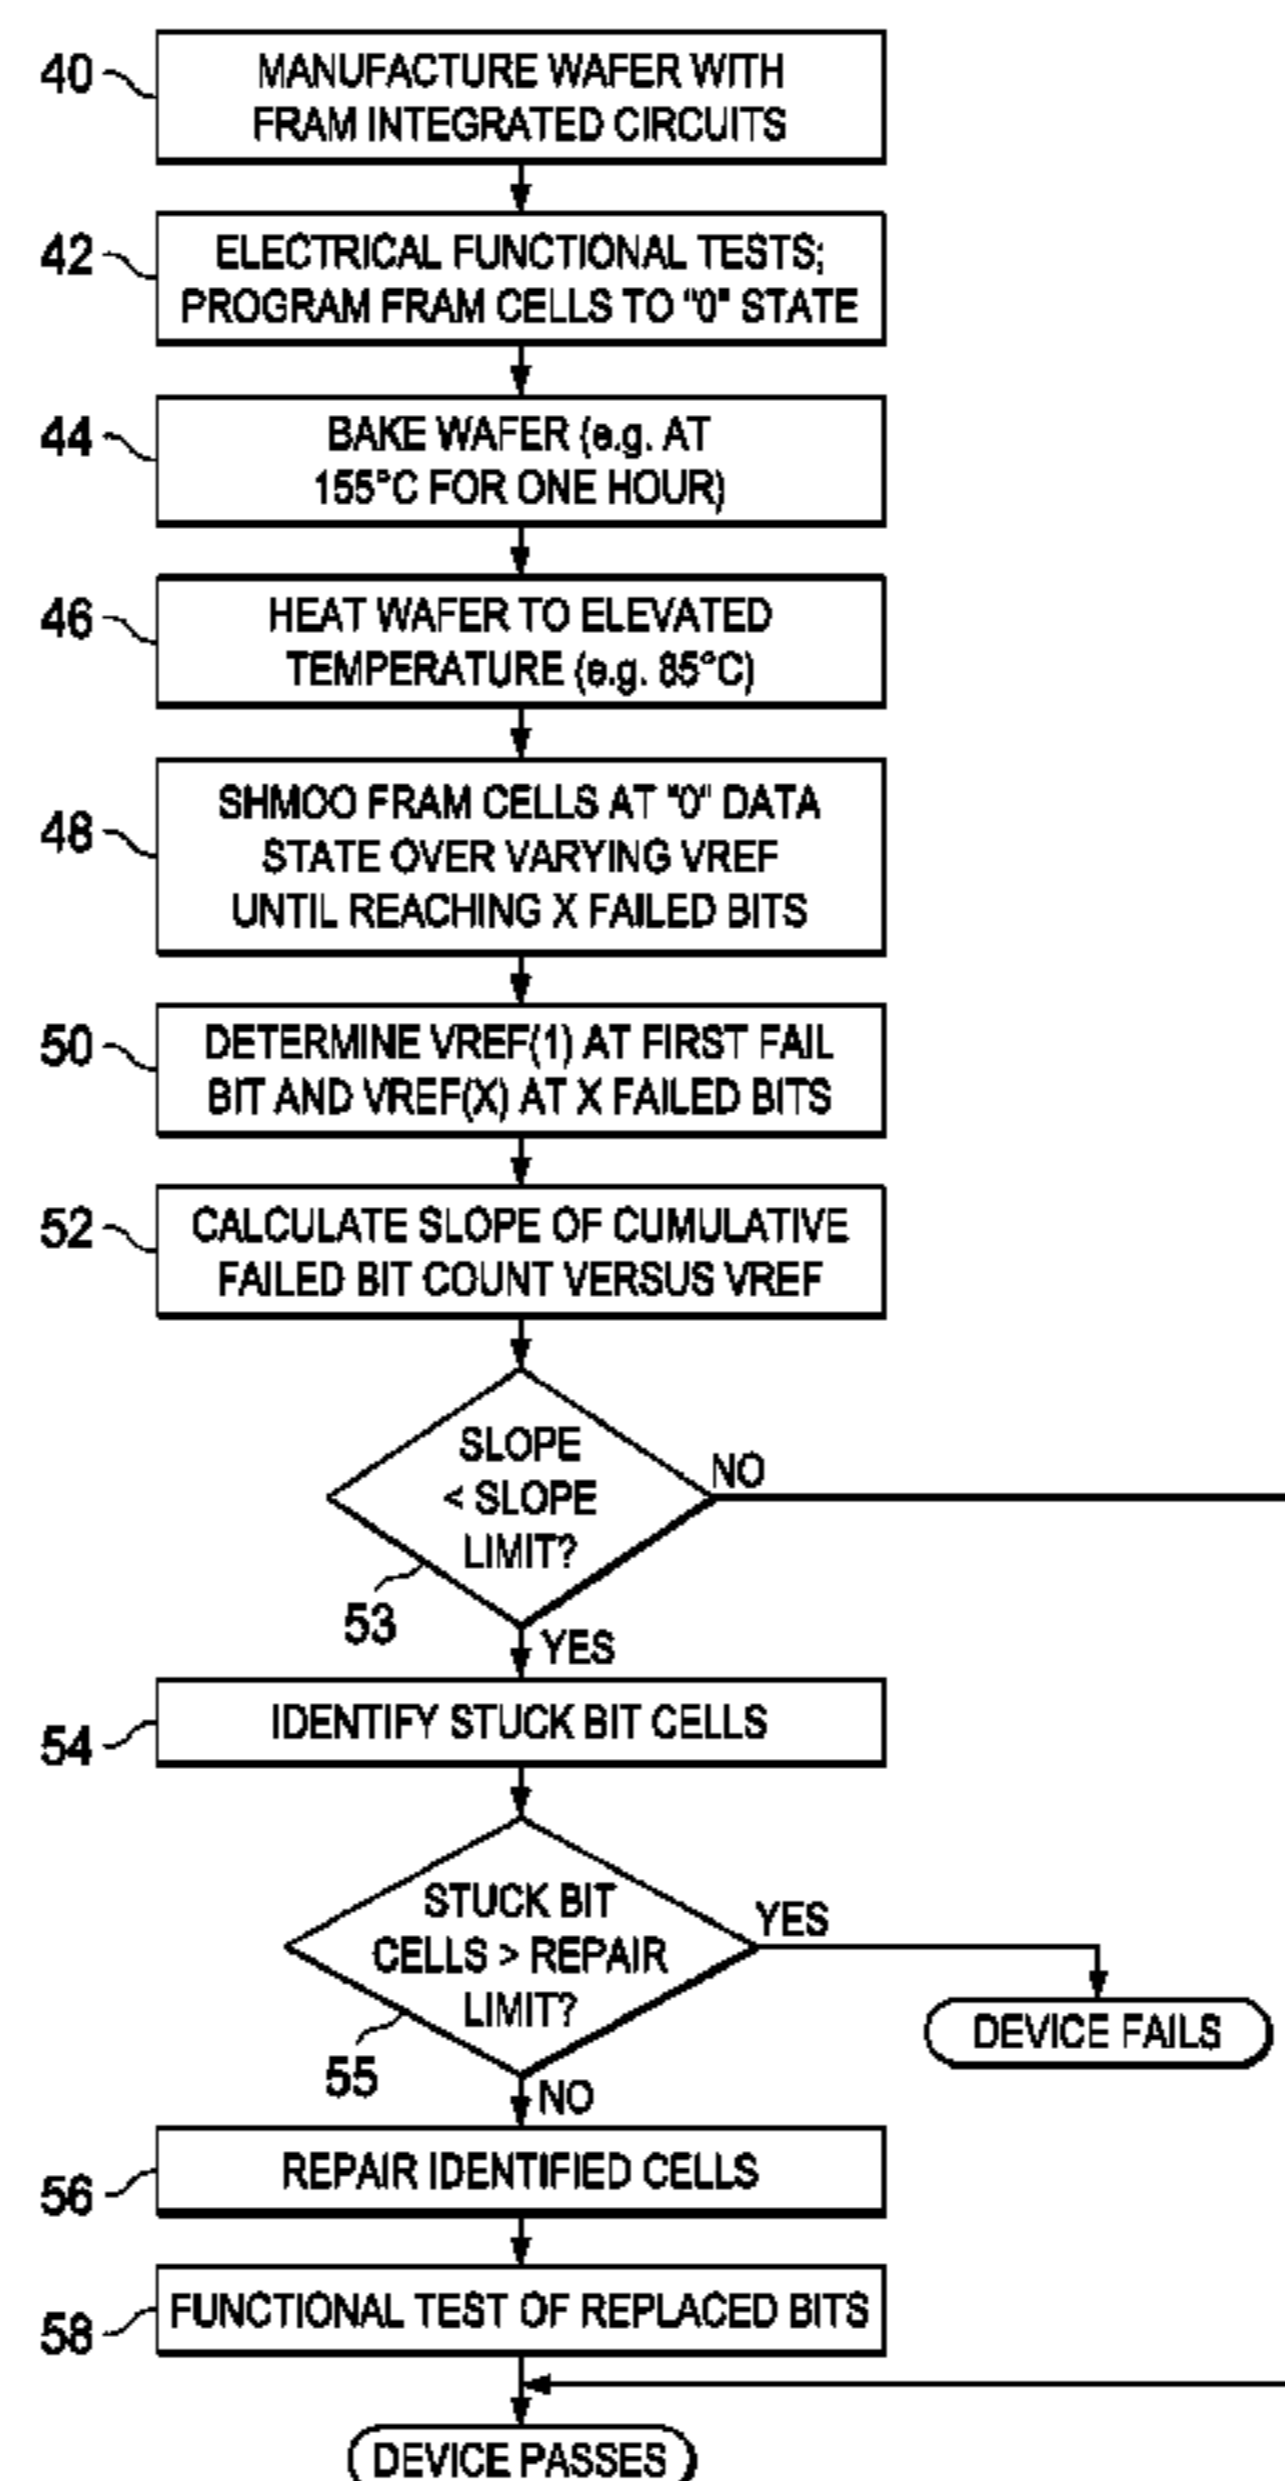 40
MANUFACTURE WAFER WITH
FRAM INTEGRATED CIRCUITS
42
ELECTRICAL FUNCTIONAL TESTS;
PROGRAM FRAM CELLS TO "0" STATE
44
BAKE WAFER (e.g. AT
155°C FOR ONE HOUR)
46
HEAT WAFER TO ELEVATED
TEMPERATURE (e.g. 85°C)
48
SHMOO FRAM CELLS AT "0" DATA
STATE OVER VARYING VREF
UNTIL REACHING X FAILED BITS
50
DETERMINE VREF(1) AT FIRST FAIL
BIT AND VREF(X) AT X FAILED BITS
52
CALCULATE SLOPE OF CUMULATIVE
FAILED BIT COUNT VERSUS VREF
SLOPE
< SLOPE
LIMIT?
NO
53
YES
54
IDENTIFY STUCK BIT CELLS
STUCK BIT
CELLS > REPAIR
LIMIT?
YES
DEVICE FAILS
55
NO
56
REPAIR IDENTIFIED CELLS
58
FUNCTIONAL TEST OF REPLACED BITS
DEVICE PASSES